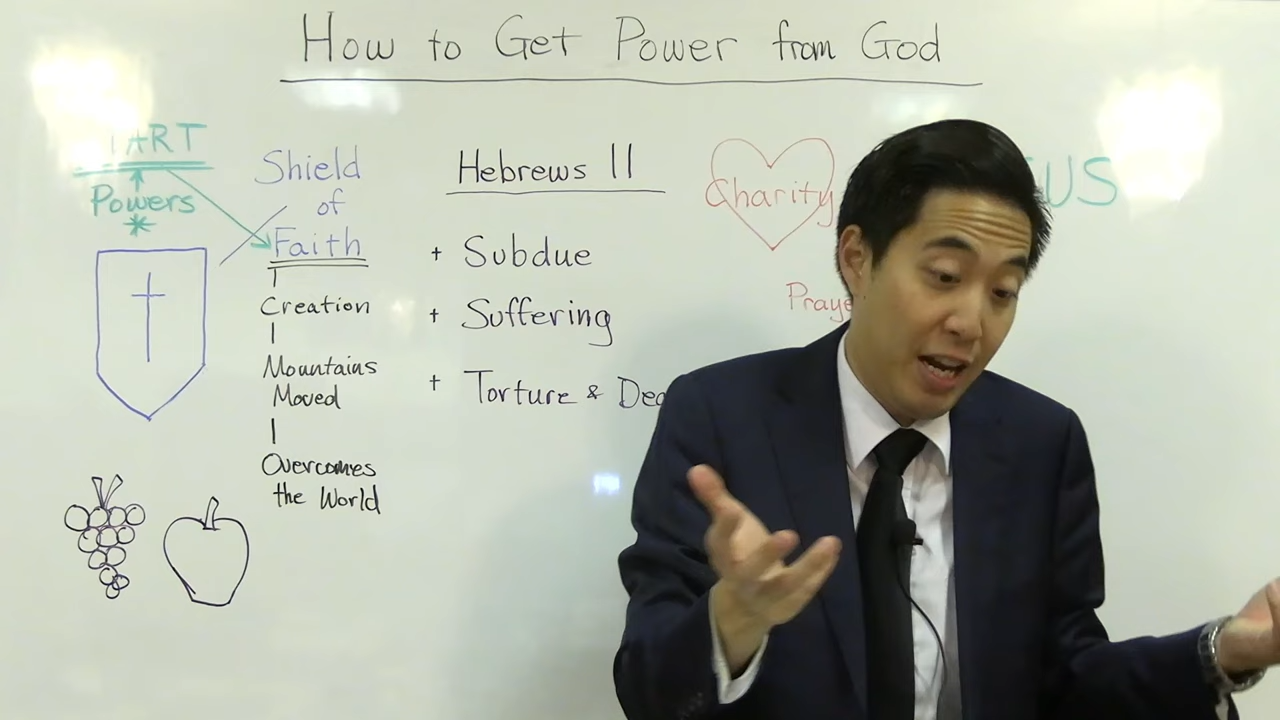 How to Get Power from God
START
Powers
*
Shield
of
Faith
Creation
Mountains
Moved
Overcomes
the World
Hebrews 11
+ Subdue
+ Suffering
+ Torture &
Charity